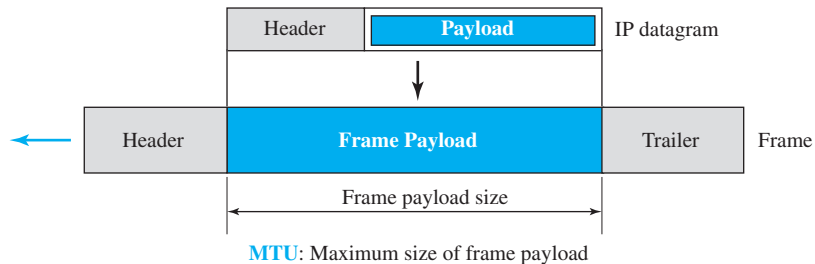 Header Payload IP datagram
Header Frame Payload Trailer Frame
Frame payload size
MTU: Maximum size of frame payload